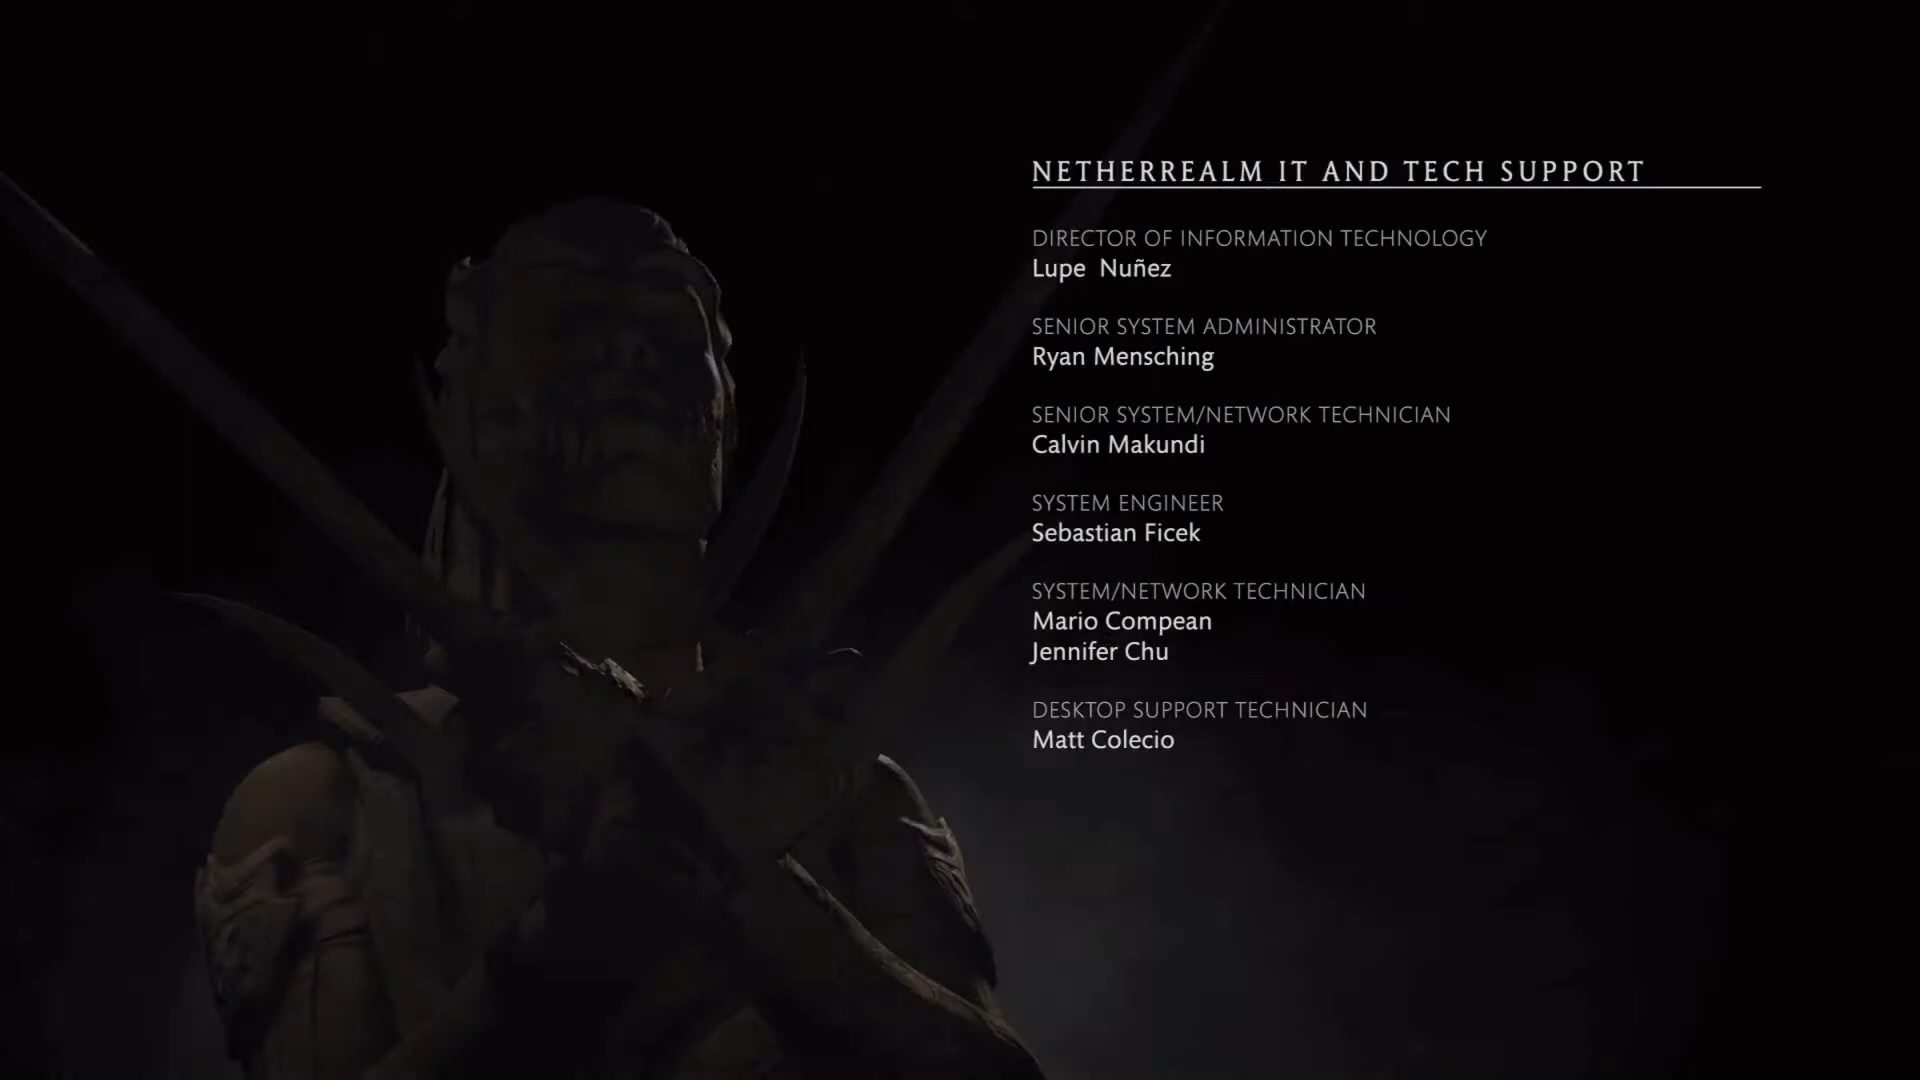 NETHERREALM IT AND TECH SUPPORT
DIRECTOR OF INFORMATION TECHNOLOGY
Lupe  Nuñez
SENIOR SYSTEM ADMINISTRATOR
Ryan Mensching
SENIOR SYSTEM/NETWORK TECHNICIAN
Calvin Makundi
SYSTEM ENGINEER
Sebastian Ficek
SYSTEM/NETWORK TECHNICIAN
Mario Compean
Jennifer Chu
DESKTOP SUPPORT TECHNICIAN
Matt Colecio